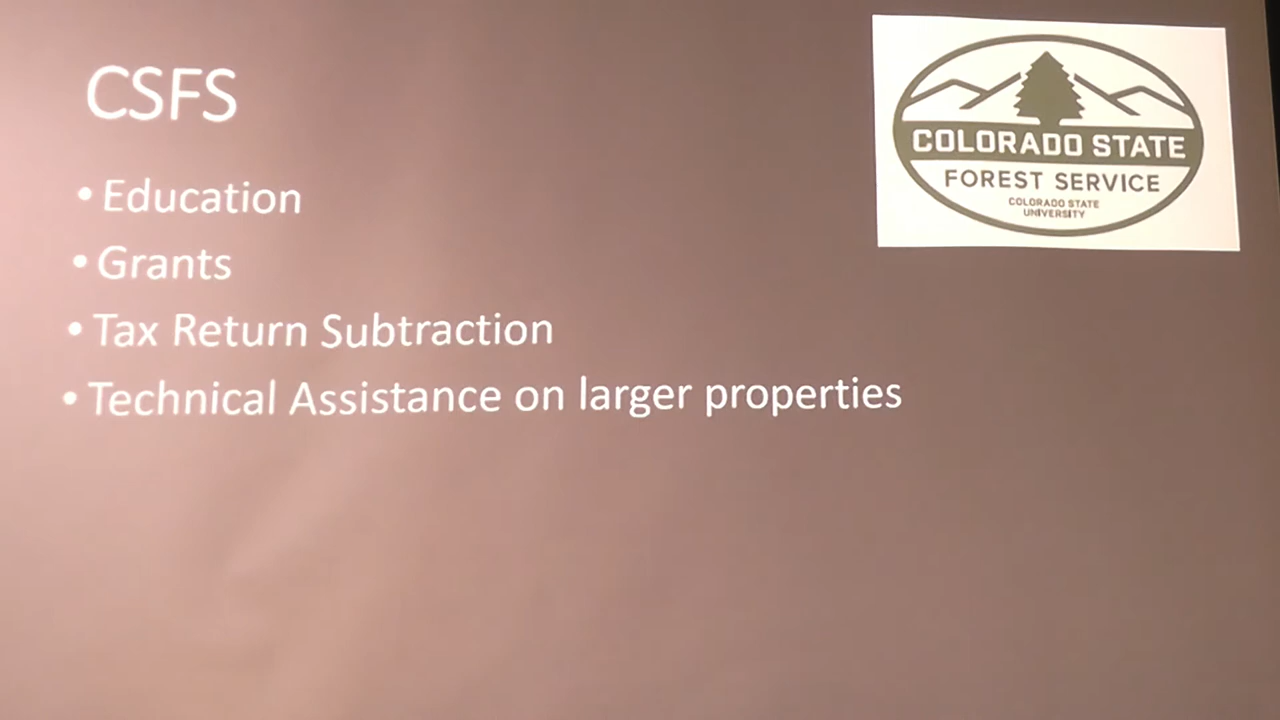 CSFS
• Education
• Grants
• Tax Return Subtraction
• Technical Assistance on larger properties
COLORADO STATE
FOREST SERVICE
COLORADO STATE
UNIVERSITY